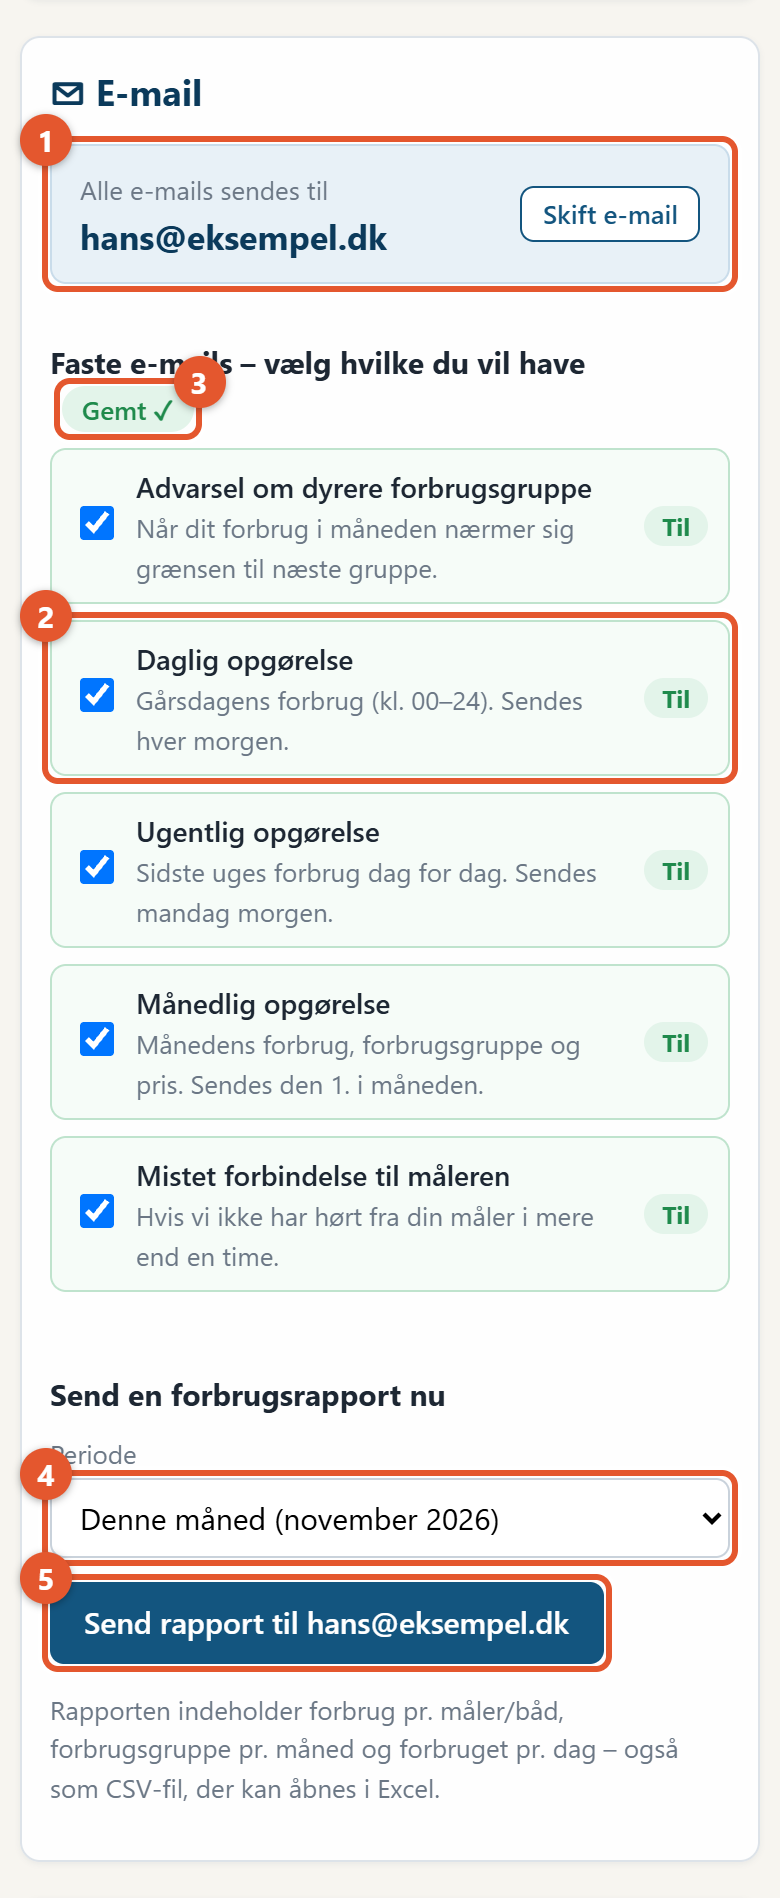 E-mail
1
Alle e-mails sendes til
hans@eksempel.dk
Skift e-mail
Faste e-mails – vælg hvilke du vil have
3
Gemt ✓
Advarsel om dyrere forbrugsgruppe
Når dit forbrug i måneden nærmer sig
grænsen til næste gruppe.
Til
2
Daglig opgørelse
Gårsdagens forbrug (kl. 00–24). Sendes
hver morgen.
Til
Ugentlig opgørelse
Sidste uges forbrug dag for dag. Sendes
mandag morgen.
Til
Månedlig opgørelse
Månedens forbrug, forbrugsgruppe og
pris. Sendes den 1. i måneden.
Til
Mistet forbindelse til måleren
Hvis vi ikke har hørt fra din måler i mere
end en time.
Til
Send en forbrugsrapport nu
Periode
4
Denne måned (november 2026)
5
Send rapport til hans@eksempel.dk
Rapporten indeholder forbrug pr. måler/båd,
forbrugsgruppe pr. måned og forbruget pr. dag – også
som CSV-fil, der kan åbnes i Excel.